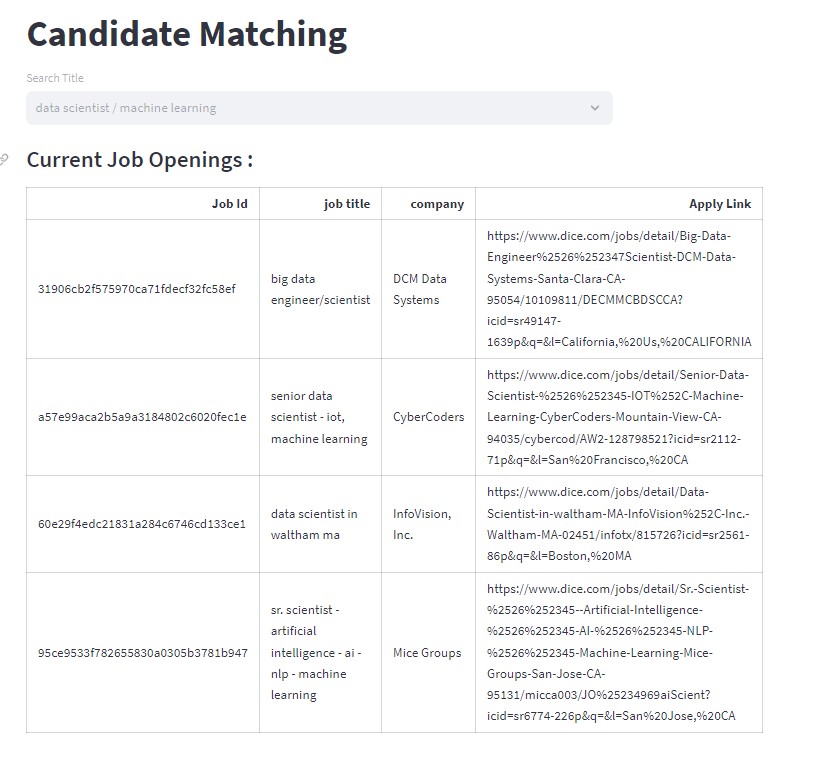 Candidate Matching
Search Title
data scientist / machine learning
Current Job Openings :
Job Id job title company Apply Link
31906cb2f575970ca71fdecf32fc58ef
big data
engineer/scientist
DCM Data
Systems
https://www.dice.com/jobs/detail/Big-Data-
Engineer%2526%252347Scientist-DCM-Data-
Systems-Santa-Clara-CA-
95054/10109811/DECMMCBDSCCA?
icid=sr49147-
1639p&q=&l=California,%20Us,%20CALIFORNIA
a57e99aca2b5a9a3184802c6020fec1e
senior data
scientist - iot,
machine learning
CyberCoders
https://www.dice.com/jobs/detail/Senior-Data-
Scientist-%2526%252345-IOT%252C-Machine-
Learning-CyberCoders-Mountain-View-CA-
94035/cybercod/AW2-128798521?icid=sr2112-
71p&q=&l=San%20Francisco,%20CA
60e29f4edc21831a284c6746cd133ce1
data scientist in
waltham ma
InfoVision,
Inc.
https://www.dice.com/jobs/detail/Data-
Scientist-in-waltham-MA-InfoVision%252C-Inc.-
Waltham-MA-02451/infotx/815726?icid=sr2561-
86p&q=&l=Boston,%20MA
95ce9533f782655830a0305b3781b947
sr. scientist -
artificial
intelligence - ai -
nlp - machine
learning
Mice Groups
https://www.dice.com/jobs/detail/Sr.-Scientist-
%2526%252345--Artificial-Intelligence-
%2526%252345-AI-%2526%252345-NLP-
%2526%252345-Machine-Learning-Mice-
Groups-San-Jose-CA-
95131/micca003/JO%25234969aiScient?
icid=sr6774-226p&q=&l=San%20Jose,%20CA